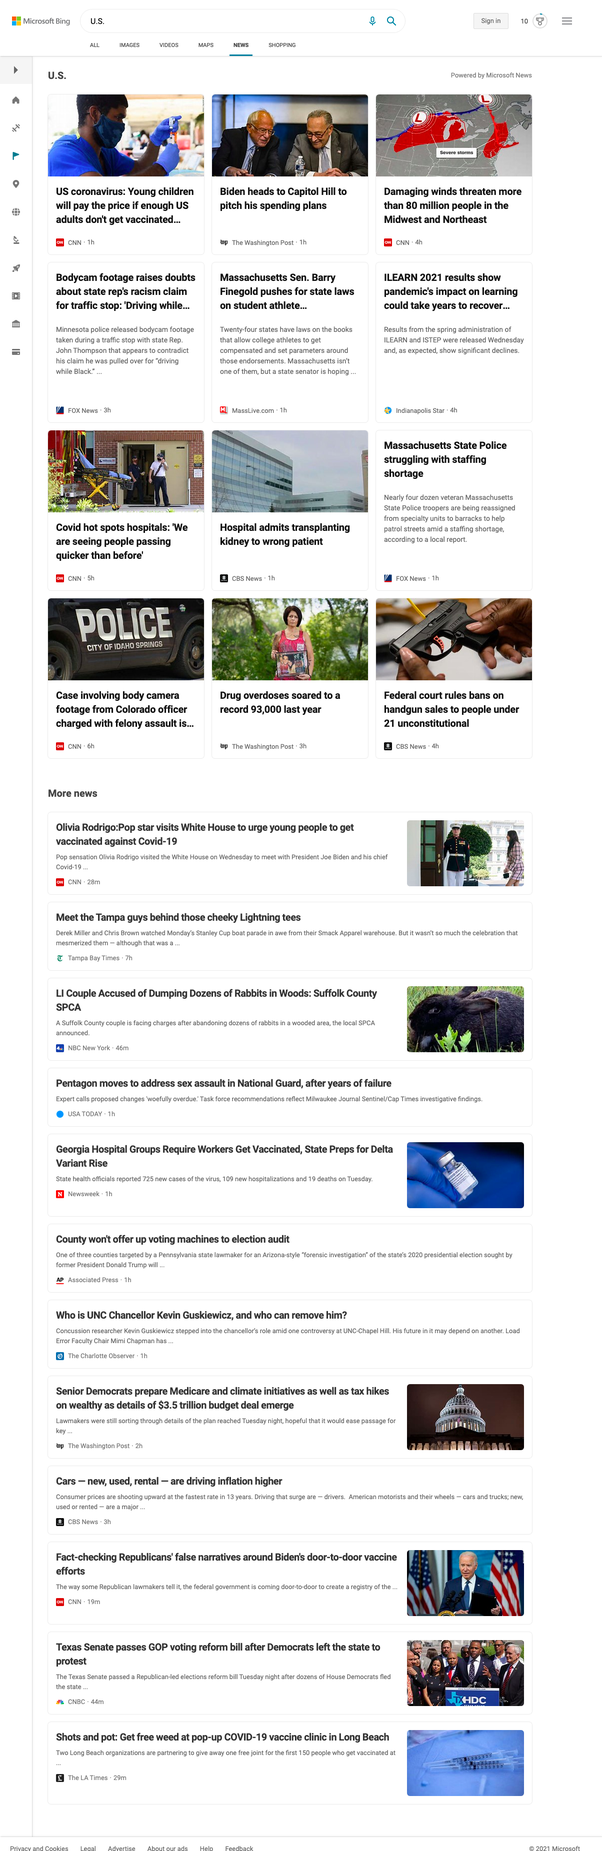 Microsoft Bing
U.S.
Sign in
10
ALL IMAGES VIDEOS MAPS NEWS SHOPPING
U.S.
Powered by Microsoft News
L
L
Severe storms
US coronavirus: Young children
will pay the price if enough US
adults don't get vaccinated...
CNN · 1h
Biden heads to Capitol Hill to
pitch his spending plans
The Washington Post · 1h
Damaging winds threaten more
than 80 million people in the
Midwest and Northeast
CNN · 4h
Bodycam footage raises doubts
about state rep's racism claim
for traffic stop: 'Driving while...
Minnesota police released bodycam footage
taken during a traffic stop with state Rep.
John Thompson that appears to contradict
his claim he was pulled over for "driving
while Black." ...
FOX News · 3h
Massachusetts Sen. Barry
Finegold pushes for state laws
on student athlete...
Twenty-four states have laws on the books
that allow college athletes to get
compensated and set parameters around
those endorsements. Massachusetts isn't
one of them, but a state senator is hoping ...
MassLive.com · 1h
ILEARN 2021 results show
pandemic's impact on learning
could take years to recover...
Results from the spring administration of
ILEARN and ISTEP were released Wednesday
and, as expected, show significant declines.
Indianapolis Star · 4h
Covid hot spots hospitals: 'We
are seeing people passing
quicker than before'
CNN · 5h
Hospital admits transplanting
kidney to wrong patient
CBS News · 1h
Massachusetts State Police
struggling with staffing
shortage
Nearly four dozen veteran Massachusetts
State Police troopers are being reassigned
from specialty units to barracks to help
patrol streets amid a staffing shortage,
according to a local report.
FOX News · 1h
POLICE
CITY OF IDAHO SPRINGS
Case involving body camera
footage from Colorado officer
charged with felony assault is...
CNN · 6h
Drug overdoses soared to a
record 93,000 last year
The Washington Post · 3h
Federal court rules bans on
handgun sales to people under
21 unconstitutional
CBS News · 4h
More news
Olivia Rodrigo:Pop star visits White House to urge young people to get
vaccinated against Covid-19
Pop sensation Olivia Rodrigo visited the White House on Wednesday to meet with President Joe Biden and his chief
Covid-19 ...
CNN · 28m
Meet the Tampa guys behind those cheeky Lightning tees
Derek Miller and Chris Brown watched Monday's Stanley Cup boat parade in awe from their Smack Apparel warehouse. But it wasn't so much the celebration that
mesmerized them — although that was a ...
Tampa Bay Times · 7h
LI Couple Accused of Dumping Dozens of Rabbits in Woods: Suffolk County
SPCA
A Suffolk County couple is facing charges after abandoning dozens of rabbits in a wooded area, the local SPCA
announced.
NBC New York · 46m
Pentagon moves to address sex assault in National Guard, after years of failure
Expert calls proposed changes 'woefully overdue.' Task force recommendations reflect Milwaukee Journal Sentinel/Cap Times investigative findings.
USA TODAY · 1h
Georgia Hospital Groups Require Workers Get Vaccinated, State Preps for Delta
Variant Rise
State health officials reported 725 new cases of the virus, 109 new hospitalizations and 19 deaths on Tuesday.
Newsweek · 1h
County won't offer up voting machines to election audit
One of three counties targeted by a Pennsylvania state lawmaker for an Arizona-style "forensic investigation" of the state's 2020 presidential election sought by
former President Donald Trump will ...
Associated Press · 1h
Who is UNC Chancellor Kevin Guskiewicz, and who can remove him?
Concussion researcher Kevin Guskiewicz stepped into the chancellor's role amid one controversy at UNC-Chapel Hill. His future in it may depend on another. Load
Error Faculty Chair Mimi Chapman has ...
The Charlotte Observer · 1h
Senior Democrats prepare Medicare and climate initiatives as well as tax hikes
on wealthy as details of $3.5 trillion budget deal emerge
Lawmakers were still sorting through details of the plan reached Tuesday night, hopeful that it would ease passage for
key ...
The Washington Post · 2h
Cars — new, used, rental — are driving inflation higher
Consumer prices are shooting upward at the fastest rate in 13 years. Driving that surge are — drivers. American motorists and their wheels — cars and trucks; new,
used or rented — are a major ...
CBS News · 3h
Fact-checking Republicans' false narratives around Biden's door-to-door vaccine
efforts
The way some Republican lawmakers tell it, the federal government is coming door-to-door to create a registry of the ...
CNN · 19m
Texas Senate passes GOP voting reform bill after Democrats left the state to
protest
The Texas Senate passed a Republican-led elections reform bill Tuesday night after dozens of House Democrats fled
the state ...
CNBC · 44m
HDC
Shots and pot: Get free weed at pop-up COVID-19 vaccine clinic in Long Beach
Two Long Beach organizations are partnering to give away one free joint for the first 150 people who get vaccinated at
...
The LA Times · 29m
Privacy and Cookies Legal Advertise About our ads Help Feedback
© 2021 Microsoft